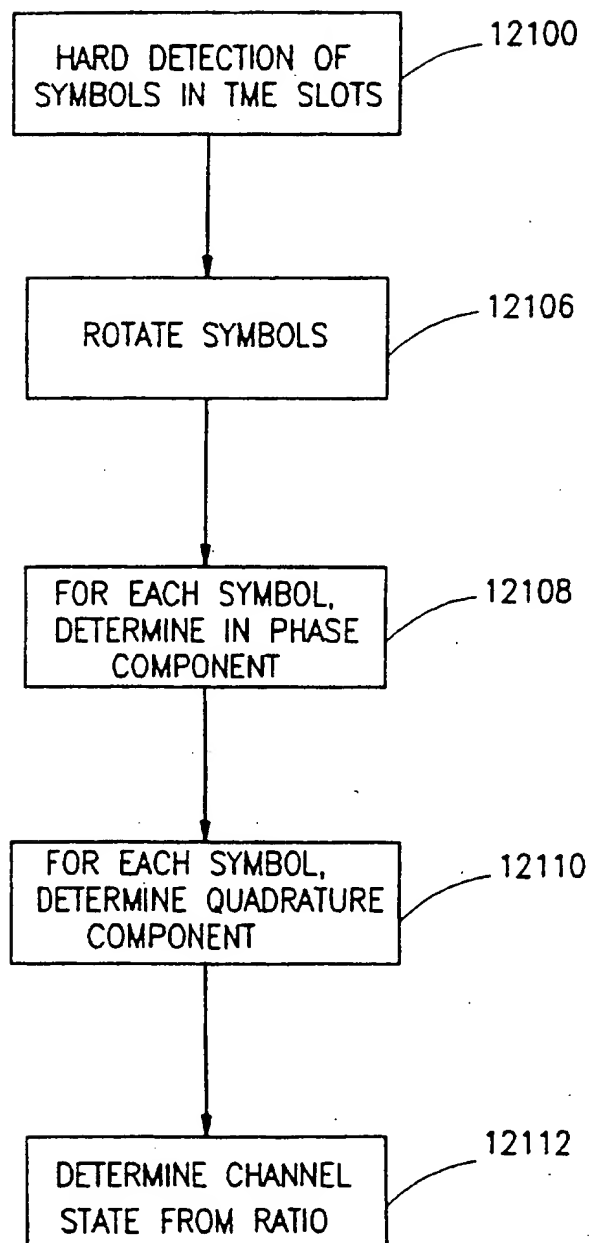 HARD DETECTION OF
SYMBOLS IN TME SLOTS
12100
ROTATE SYMBOLS
12106
FOR EACH SYMBOL,
DETERMINE IN PHASE
COMPONENT
12108
FOR EACH SYMBOL,
DETERMINE QUADRATURE
COMPONENT
12110
DETERMINE CHANNEL
STATE FROM RATIO
12112